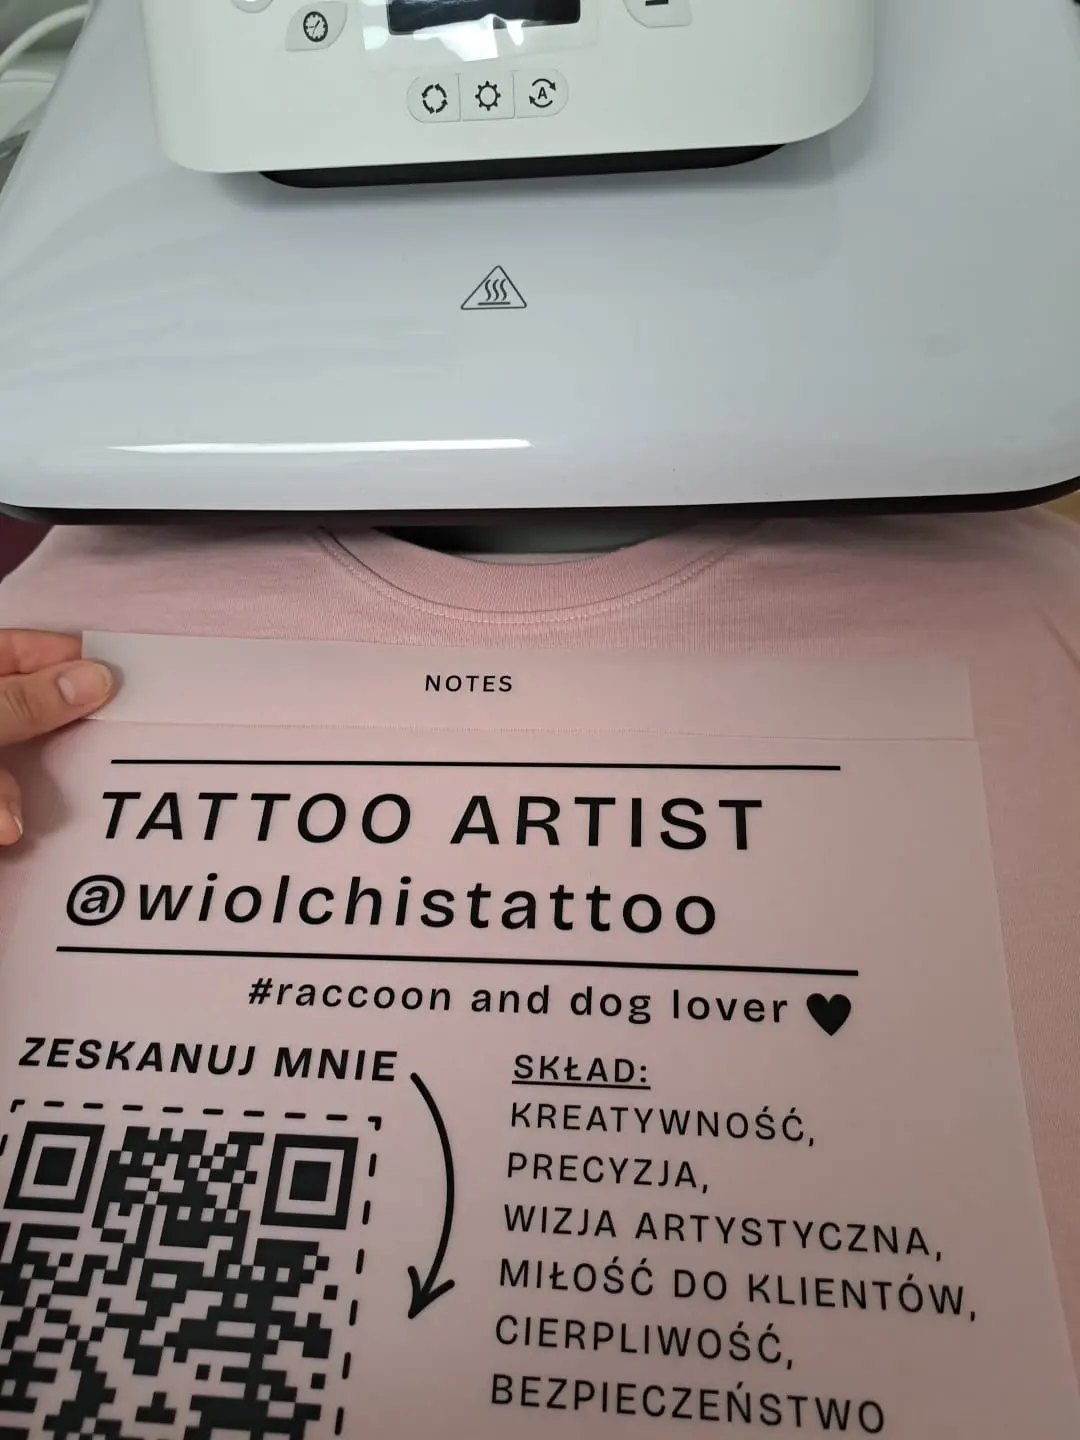 A
NOTES
TATTOO ARTIST
@wiolchistattoo
#raccoon and dog lover
ZESKANUJ MNIE
SKŁAD:
KREATYWNOŚĆ,
PRECYZJA,
WIZJA ARTYSTYCZNA,
MIŁOŚĆ DO KLIENTÓW,
CIERPLIWOŚĆ,
BEZPIECZEŃSTWO